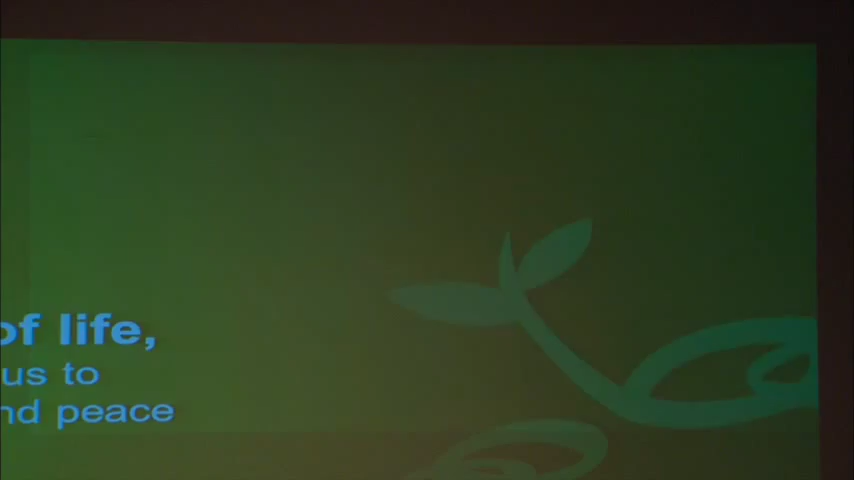 of life,
us to
nd peace